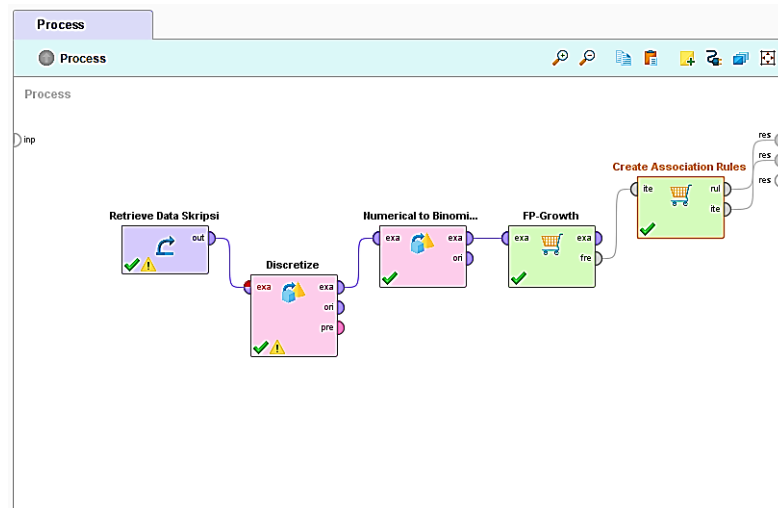 Process
Process
Process
inp
res
res
res
Create Association Rules
ite
rul
ite
Retrieve Data Skripsi
out
Numerical to Binomi...
exa
exa
ori
FP-Growth
exa
exa
fre
Discretize
exa
exa
ori
pre